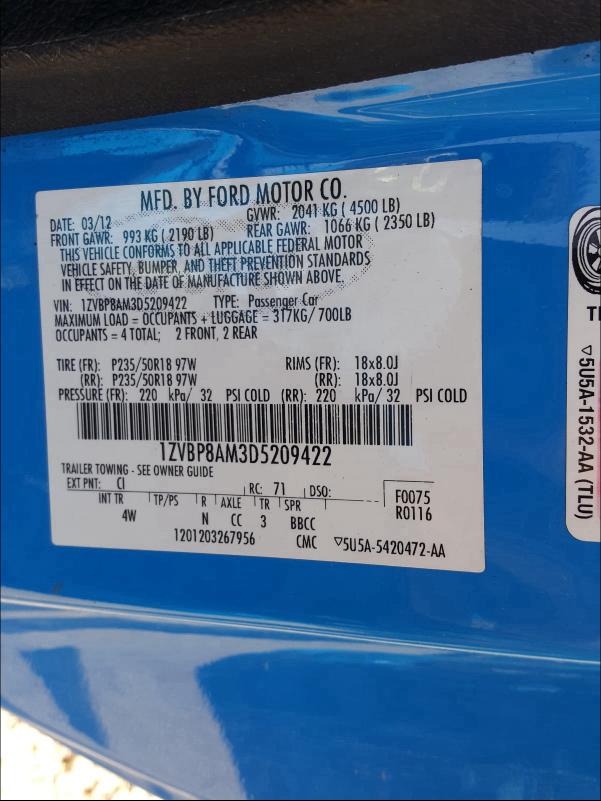 MFD. BY FORD MOTOR CO.
DATE: 03/12 GVWR: 2041 KG ( 4500 LB)
FRONT GAWR: 993 KG ( 2190 LB) REAR GAWR: 1066 KG ( 2350 LB)
THIS VEHICLE CONFORMS TO ALL APPLICABLE FEDERAL MOTOR
VEHICLE SAFETY, BUMPER, AND THEFT PREVENTION STANDARDS
IN EFFECT ON THE DATE OF MANUFACTURE SHOWN ABOVE.
VIN: 1ZVBP8AM3D5209422 TYPE: Passenger Car
MAXIMUM LOAD = OCCUPANTS + LUGGAGE = 317KG/ 700LB
OCCUPANTS = 4 TOTAL; 2 FRONT, 2 REAR
TIRE (FR): P235/50R18 97W RIMS (FR): 18x8.0J
(RR): P235/50R18 97W (RR): 18x8.0J
PRESSURE (FR): 220 kPa/ 32 PSI COLD (RR): 220 kPa/ 32 PSI COLD
1ZVBP8AM3D5209422
TRAILER TOWING - SEE OWNER GUIDE
EXT PNT: CI RC: 71 DSO: F0075
INT TR TP/PS R AXLE TR SPR R0116
4W N CC 3 BBCC
1201203267956 CMC ▽5U5A-5420472-AA
▽5U5A-1532-AA (TLU)